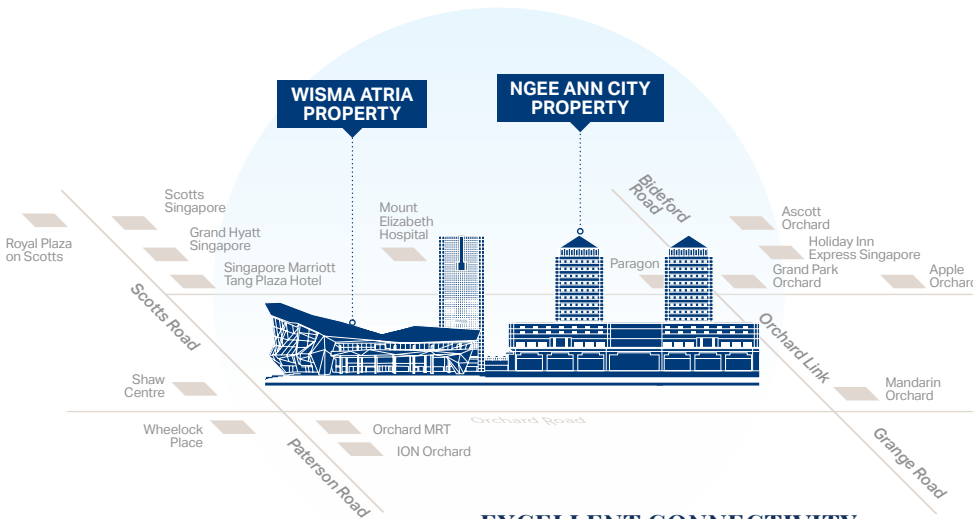 WISMA ATRIA
PROPERTY
NGEE ANN CITY
PROPERTY
Bideford
Road
Scotts
Singapore
Mount
Elizabeth
Hospital
Ascott
Orchard
Royal Plaza
on Scotts
Grand Hyatt
Singapore
Holiday Inn
Express Singapore
Singapore Marriott
Tang Plaza Hotel
Paragon
Grand Park
Orchard
Apple
Orchard
Scotts Road
Orchard Link
Shaw
Centre
Mandarin
Orchard
Orchard Road
Wheelock
Place
Orchard MRT
ION Orchard
Paterson Road
Grange Road
EXCELLENT CONNECTIVITY